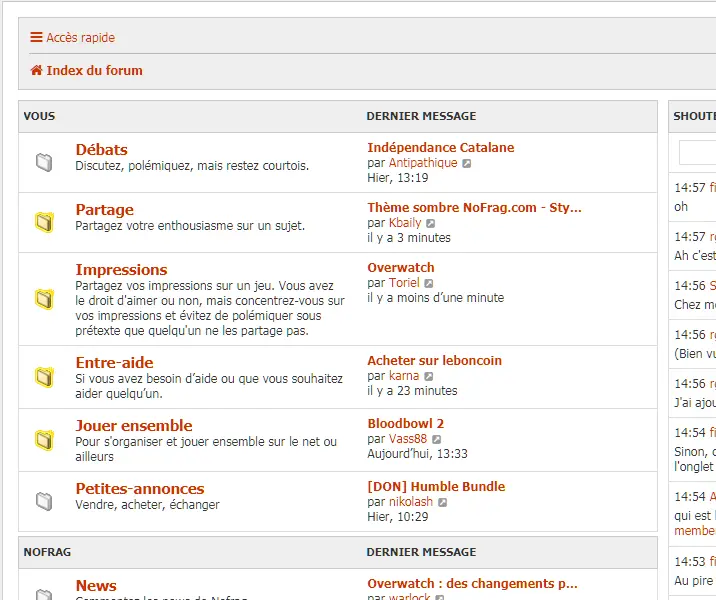 Accès rapide
Index du forum
VOUS
DERNIER MESSAGE
Débats
Discutez, polémiquez, mais restez courtois.
Indépendance Catalane
par Antipathique
Hier, 13:19
Partage
Partagez votre enthousiasme sur un sujet.
Thème sombre NoFrag.com - Sty...
par Kbaily
il y a 3 minutes
Impressions
Partagez vos impressions sur un jeu. Vous avez
le droit d'aimer ou non, mais concentrez-vous sur
vos impressions et évitez de polémiquer sous
prétexte que quelqu'un ne les partage pas.
Overwatch
par Toriel
il y a moins d’une minute
Entre-aide
Si vous avez besoin d’aide ou que vous souhaitez
aider quelqu’un.
Acheter sur leboncoin
par karna
il y a 23 minutes
Jouer ensemble
Pour s'organiser et jouer ensemble sur le net ou
ailleurs
Bloodbowl 2
par Vass88
Aujourd’hui, 13:33
Petites-annonces
Vendre, acheter, échanger
[DON] Humble Bundle
par nikolash
Hier, 10:29
NOFRAG
DERNIER MESSAGE
News
Commentez les news de Nofrag
Overwatch : des changements p...
par warlock
SHOUTE
14:57 fi
oh
14:57 r
Ah c'est
14:56 S
Chez m
14:56 r
(Bien vu
14:56 r
J'ai ajou
14:54 fi
Sinon, c
l'onglet
14:54 A
qui est l
membe
14:53 fi
Au pire